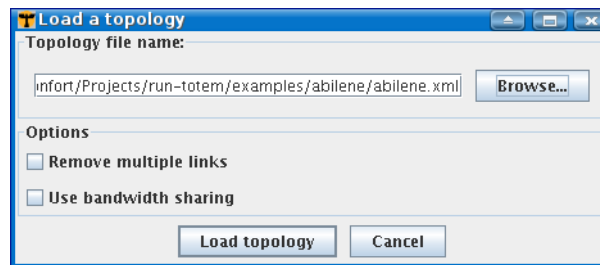 Load a topology
Topology file name:
nfort/Projects/run-totem/examples/abilene/abilene.xml
Browse...
Options
Remove multiple links
Use bandwidth sharing
Load topology
Cancel